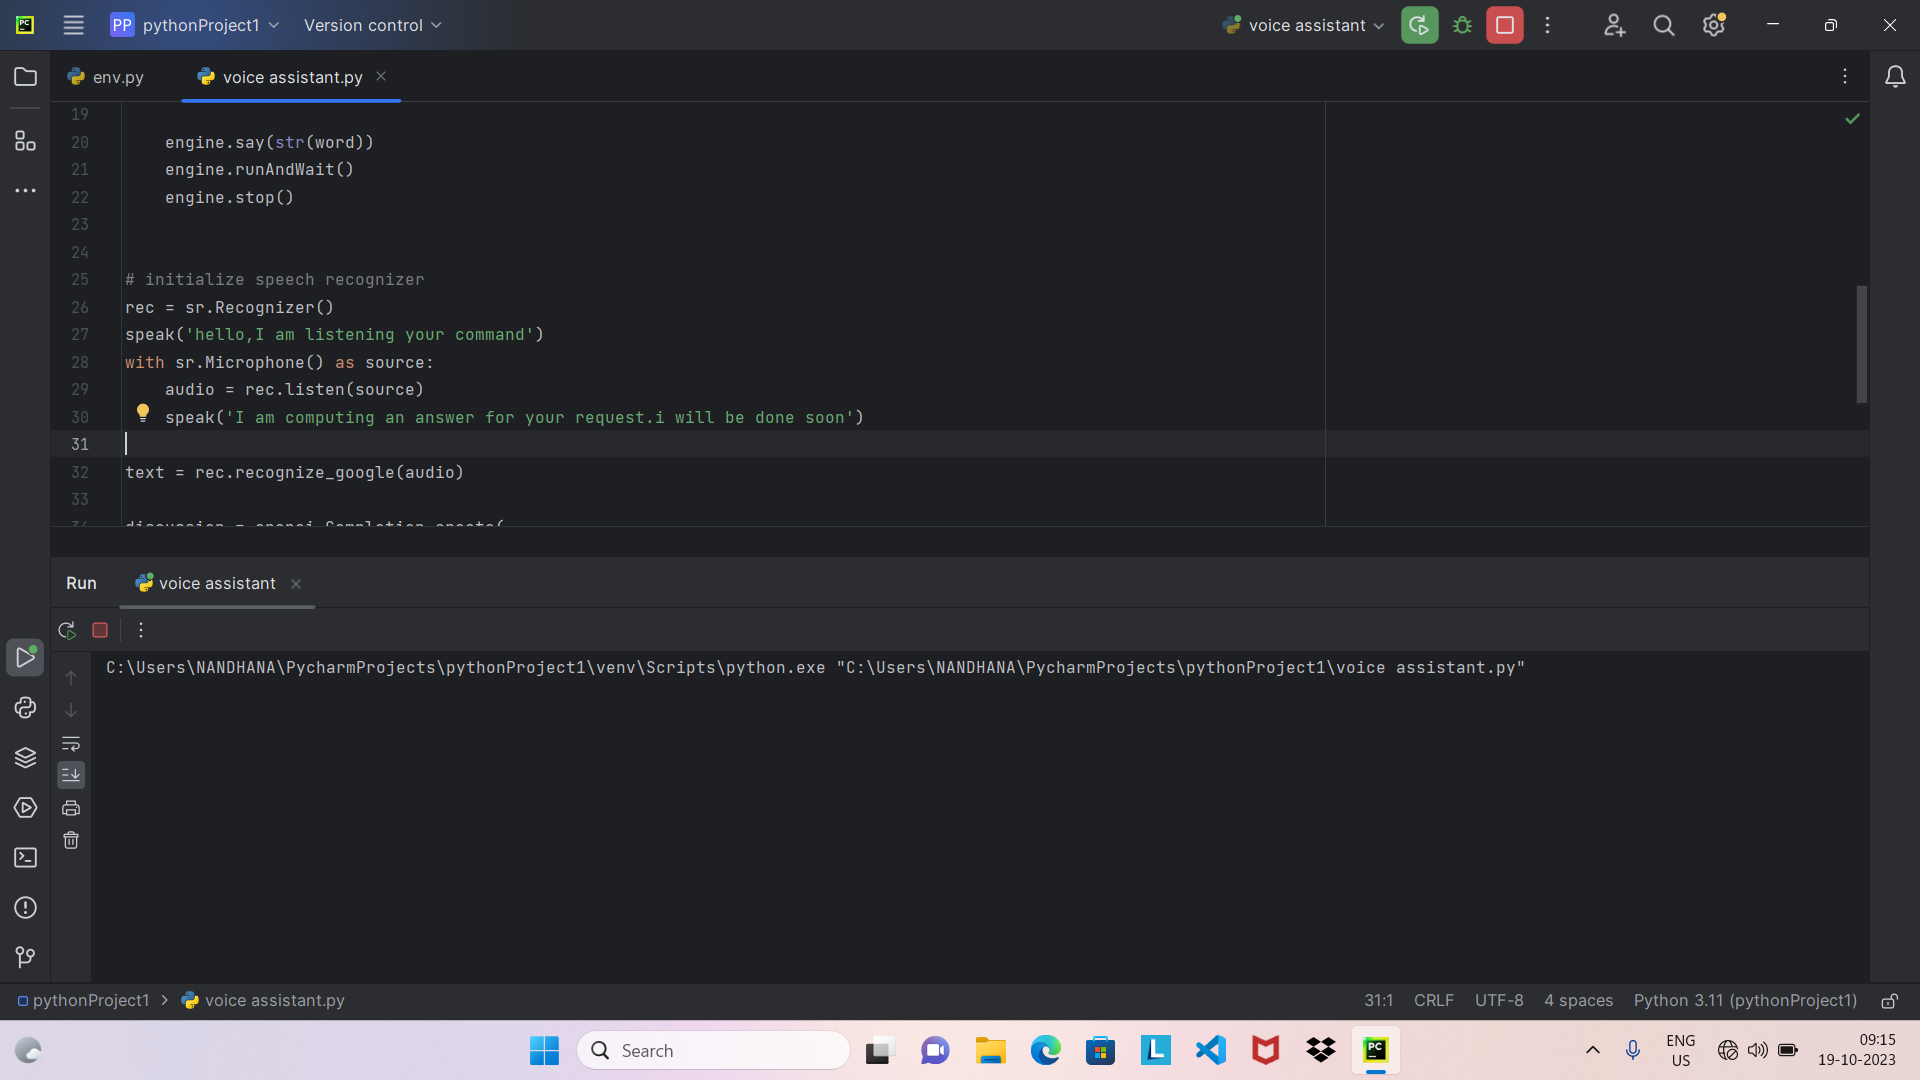 PP pythonProject1 Version control voice assistant
env.py voice assistant.py
19
20 engine.say(str(word))
21 engine.runAndWait()
22 engine.stop()
23
24
25 # initialize speech recognizer
26 rec = sr.Recognizer()
27 speak('hello,I am listening your command')
28 with sr.Microphone() as source:
29 audio = rec.listen(source)
30 speak('I am computing an answer for your request.i will be done soon')
31
32 text = rec.recognize_google(audio)
33
34 discussion = openai.Completion.create(
Run voice assistant
C:\Users\NANDHANA\PycharmProjects\pythonProject1\venv\Scripts\python.exe "C:\Users\NANDHANA\PycharmProjects\pythonProject1\voice assistant.py"
pythonProject1 > voice assistant.py 31:1 CRLF UTF-8 4 spaces Python 3.11 (pythonProject1)
Search
ENG
US
09:15
19-10-2023